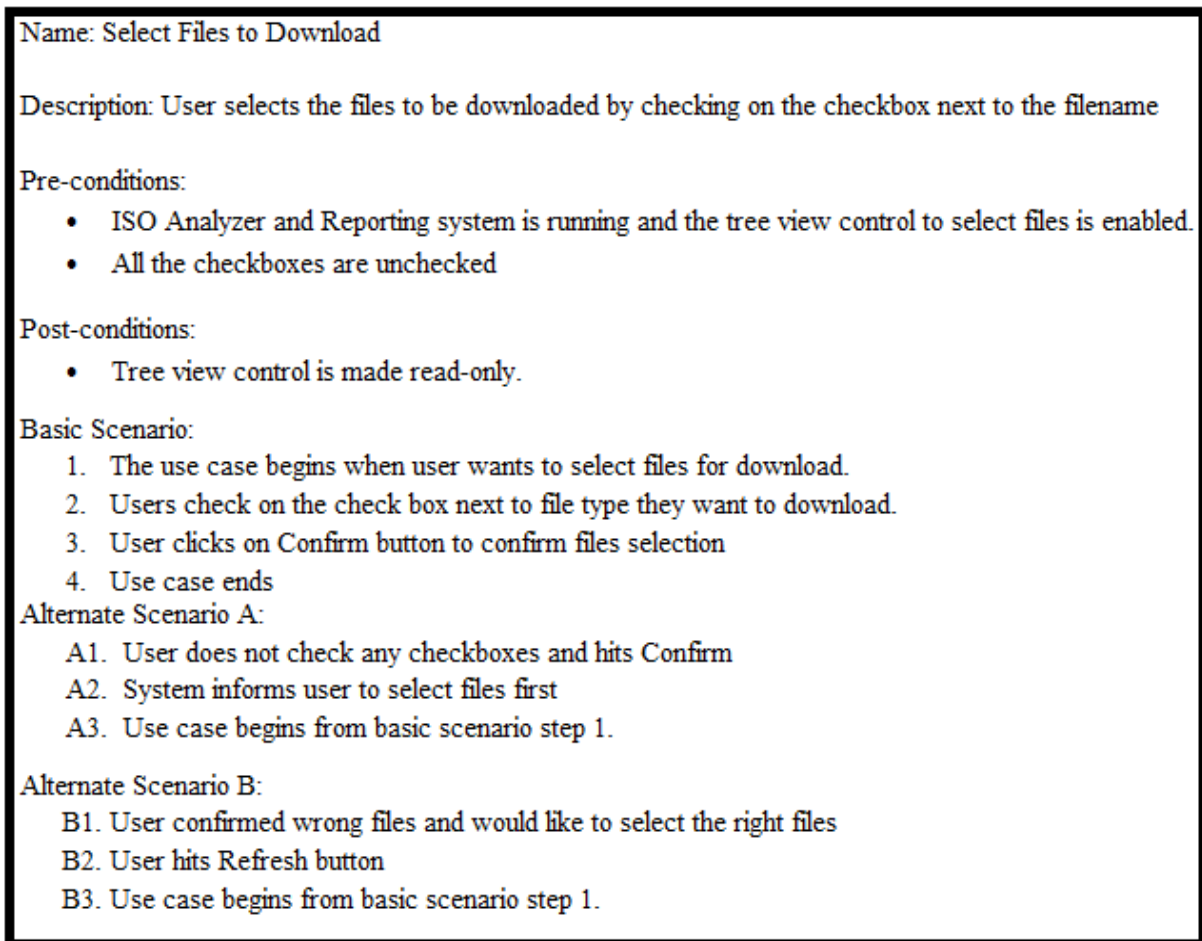 Name: Select Files to Download
Description: User selects the files to be downloaded by checking on the checkbox next to the filename
Pre-conditions:
• ISO Analyzer and Reporting system is running and the tree view control to select files is enabled.
• All the checkboxes are unchecked
Post-conditions:
• Tree view control is made read-only.
Basic Scenario:
1. The use case begins when user wants to select files for download.
2. Users check on the check box next to file type they want to download.
3. User clicks on Confirm button to confirm files selection
4. Use case ends
Alternate Scenario A:
A1. User does not check any checkboxes and hits Confirm
A2. System informs user to select files first
A3. Use case begins from basic scenario step 1.
Alternate Scenario B:
B1. User confirmed wrong files and would like to select the right files
B2. User hits Refresh button
B3. Use case begins from basic scenario step 1.